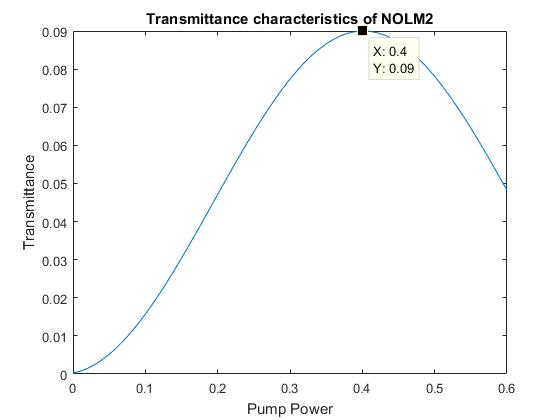 Transmittance characteristics of NOLM2
0.09
X: 0.4
Y: 0.09
0.08
0.07
0.06
0.05
0.04
0.03
0.02
0.01
0
Transmittance
0 0.1 0.2 0.3 0.4 0.5 0.6
Pump Power